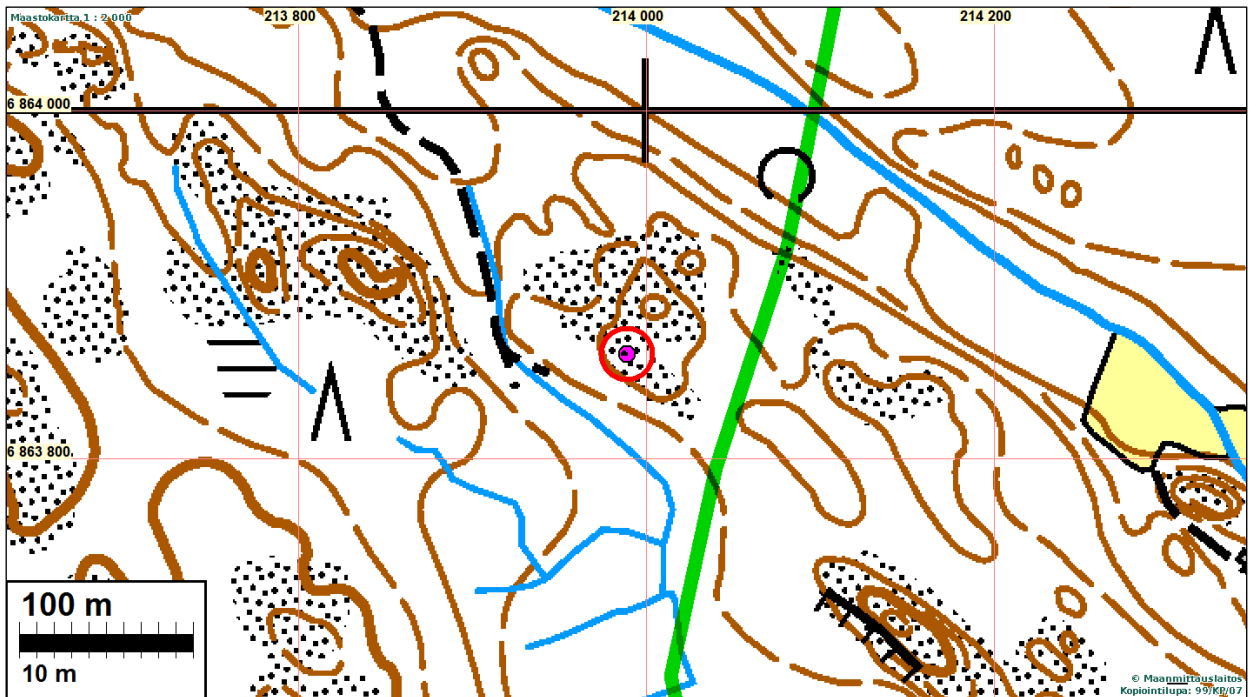 Maastokartta 1 : 2 000
213 800
214 000
214 200
6 864 000
6 863 800
100 m
10 m
© Maanmittauslaitos
Kopiointilupa: 99/KP/07